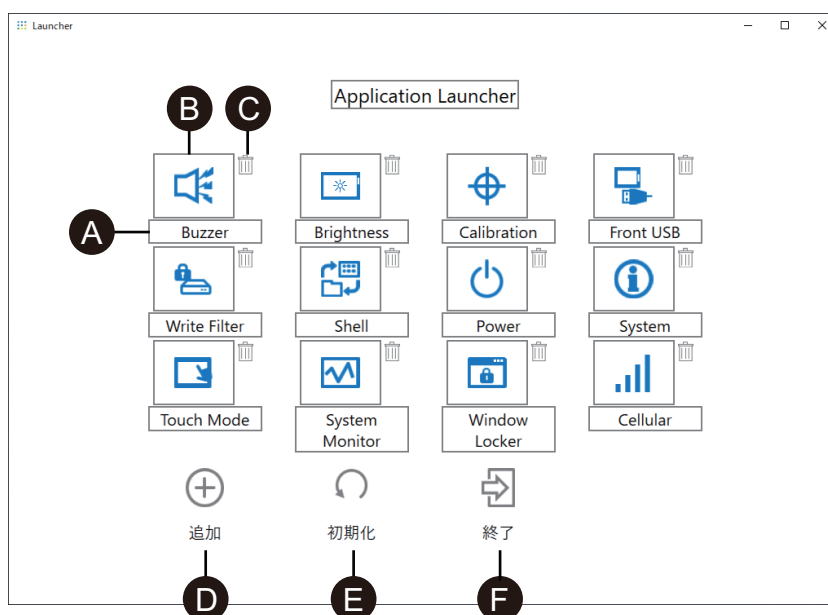 Launcher
Application Launcher
B
C
A
Buzzer
Brightness
Calibration
Front USB
Write Filter
Shell
Power
System
Touch Mode
System
Monitor
Window
Locker
Cellular
追加
初期化
終了
D
E
F